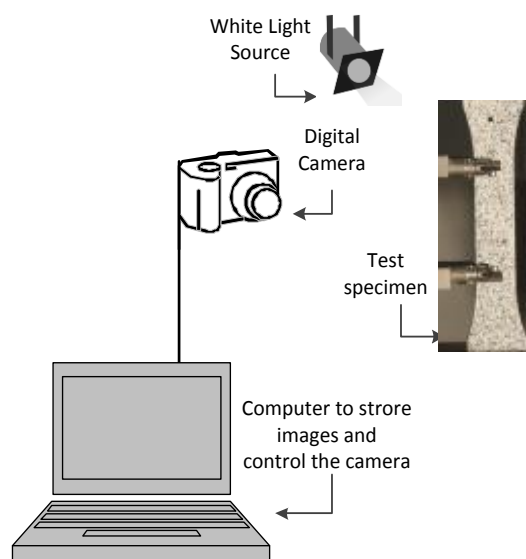 White Light
Source
Digital
Camera
Test
specimen
Computer to strore
images and
control the camera